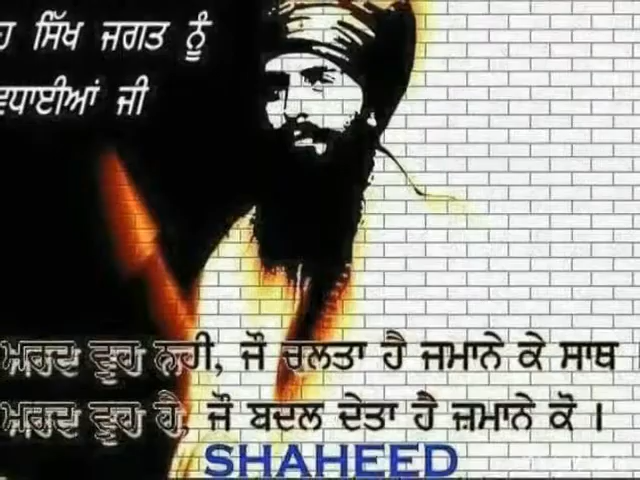 ਸਿੱਖ ਜਗਤ ਨੂੰ
ਵਧਾਈਆਂ ਜੀ
ਮਰਦ ਵੂਹ ਨਹੀ, ਜੌ ਚਲਤਾ ਹੈ ਜਮਾਨੇ ਕੇ ਸਾਥ ।
ਮਰਦ ਵੂਹ ਹੈ, ਜੌ ਬਦਲ ਦੇਤਾ ਹੈ ਜ਼ਮਾਨੇ ਕੋ ।
SHAHEED